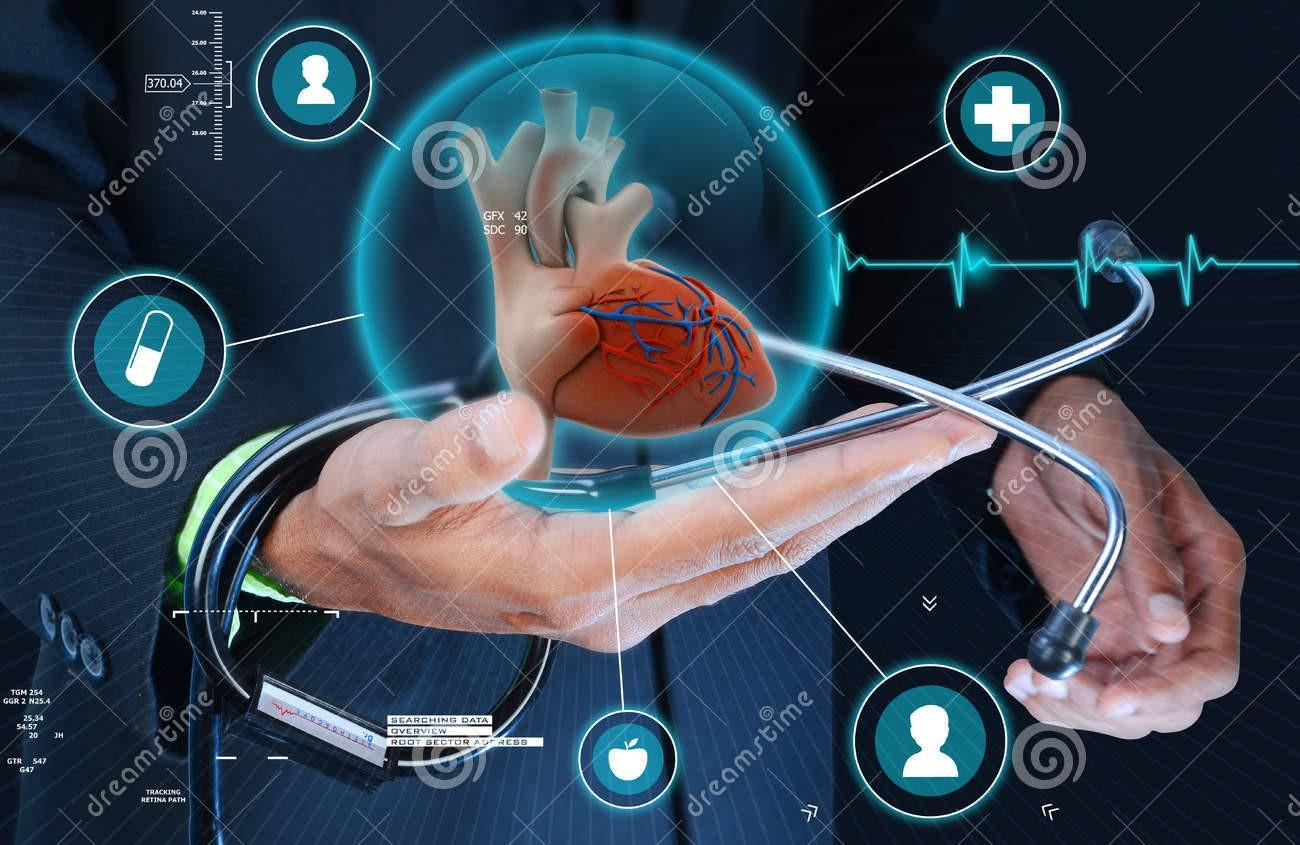 24.00
25.00
26.00
370.04
27.00
28.00
GFX 42
SDC 90
TGM 254
GGR 2 N25.4
25.34
54.57
20 JH
GTR 547
G47
TRACKING
RETINA PATH
SEARCHING DATA
OVERVIEW
ROOT SECTOR ADDRESS
dreamstime
dreamstime
dreamstime
dreamstime
dreamstime
dreamstime
dreamstime
dreamstime